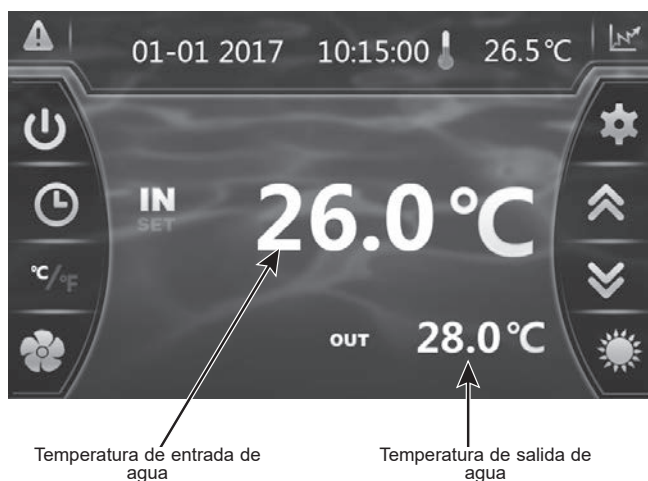 01-01 2017 10:15:00 26.5°C
IN
SET
26.0°C
°C/°F
OUT 28.0°C
Temperatura de entrada de
agua
Temperatura de salida de
agua